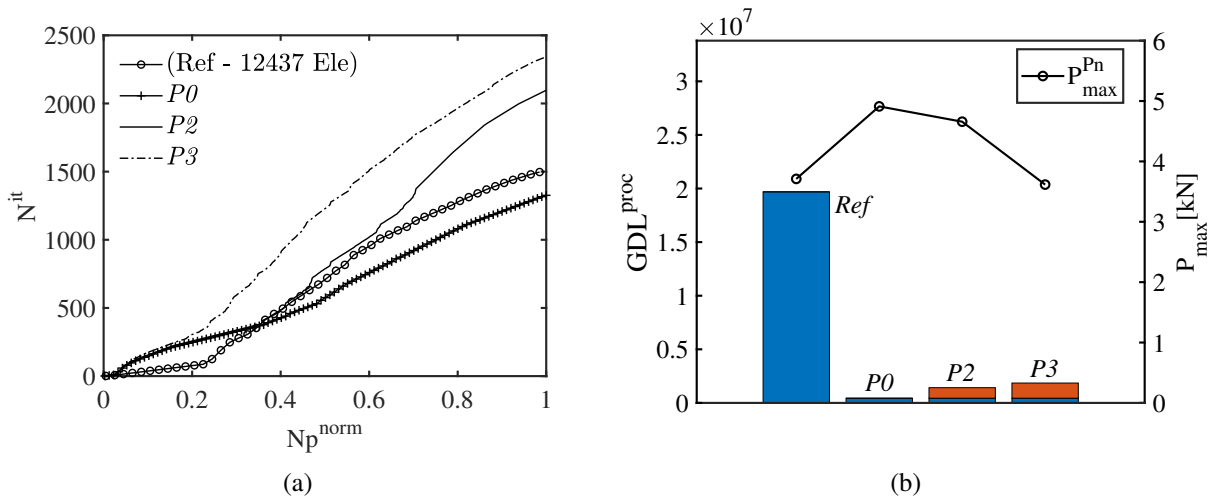 2500
2000
1500
1000
500
0
N^it
(Ref - 12437 Ele)
P0
P2
P3
0 0.2 0.4 0.6 0.8 1
Np^norm
(a)
×10^7
3
2.5
2
1.5
1
0.5
0
GDL^proc
P_max^Pn
Ref
P0
P2
P3
6
5
4
3
2
1
0
P_max[kN]
(b)